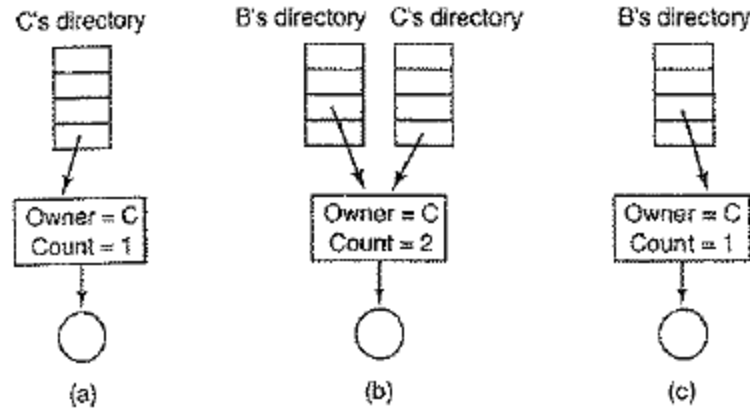 C's directory
B's directory
C's directory
B's directory
Owner = C
Count = 1
Owner = C
Count = 2
Owner = C
Count = 1
(a)
(b)
(c)